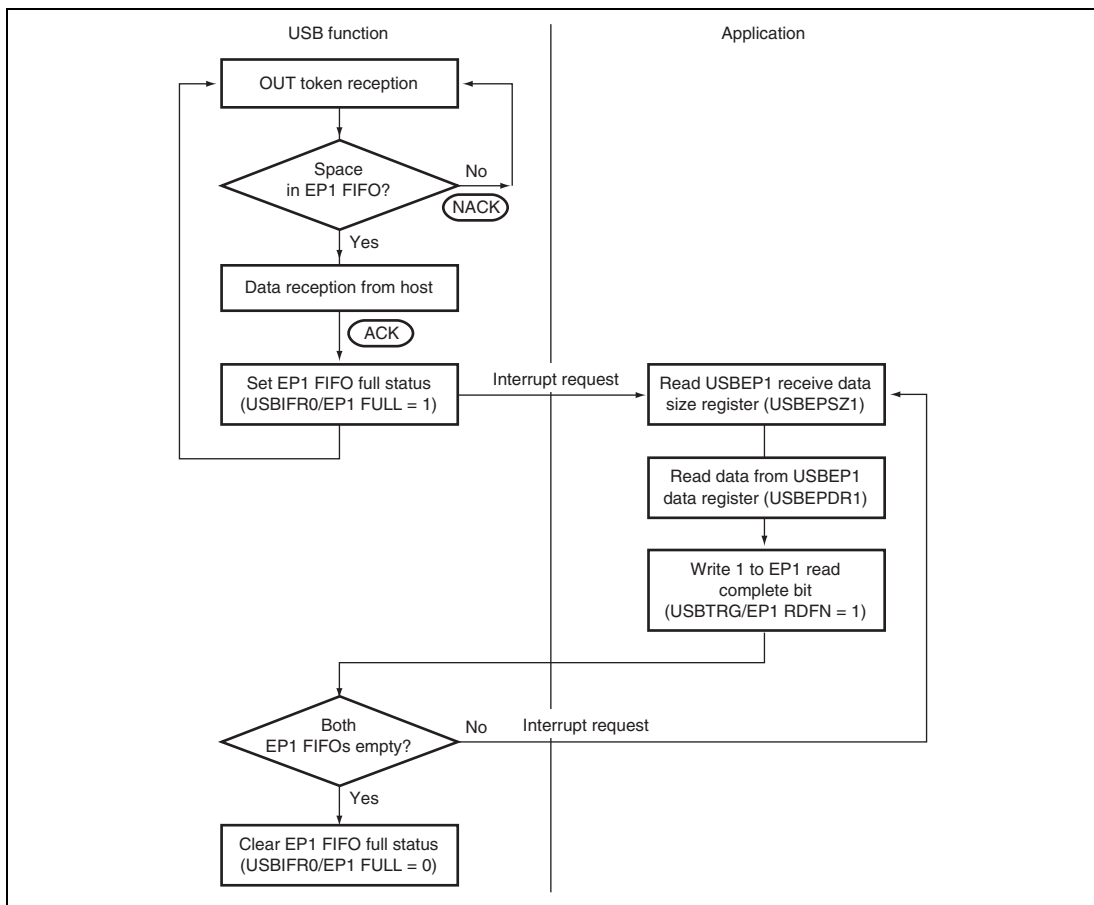 USB function
Application
OUT token reception
Space
in EP1 FIFO?
No
NACK
Yes
Data reception from host
ACK
Set EP1 FIFO full status
(USBIFR0/EP1 FULL = 1)
Interrupt request
Read USBEP1 receive data
size register (USBEPSZ1)
Read data from USBEP1
data register (USBEPDR1)
Write 1 to EP1 read
complete bit
(USBTRG/EP1 RDFN = 1)
Both
EP1 FIFOs empty?
No
Interrupt request
Yes
Clear EP1 FIFO full status
(USBIFR0/EP1 FULL = 0)